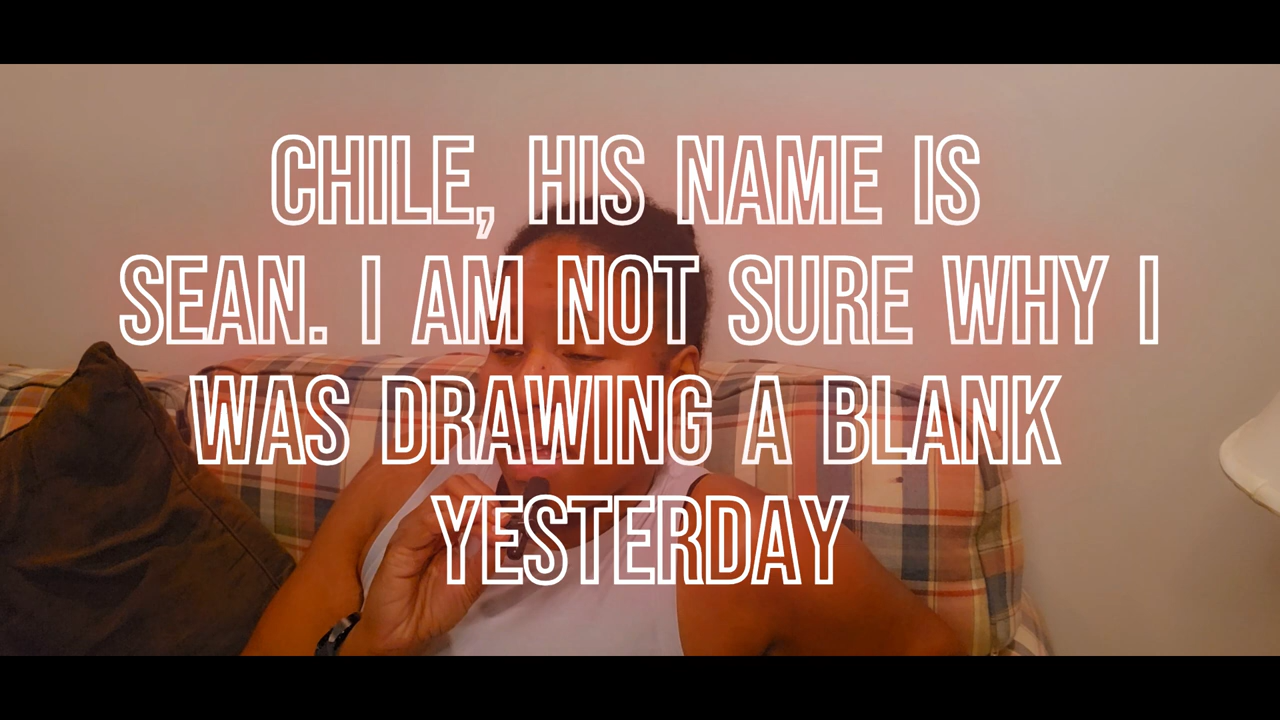 CHILE, HIS NAME IS
SEAN. I AM NOT SURE WHY I
WAS DRAWING A BLANK
YESTERDAY